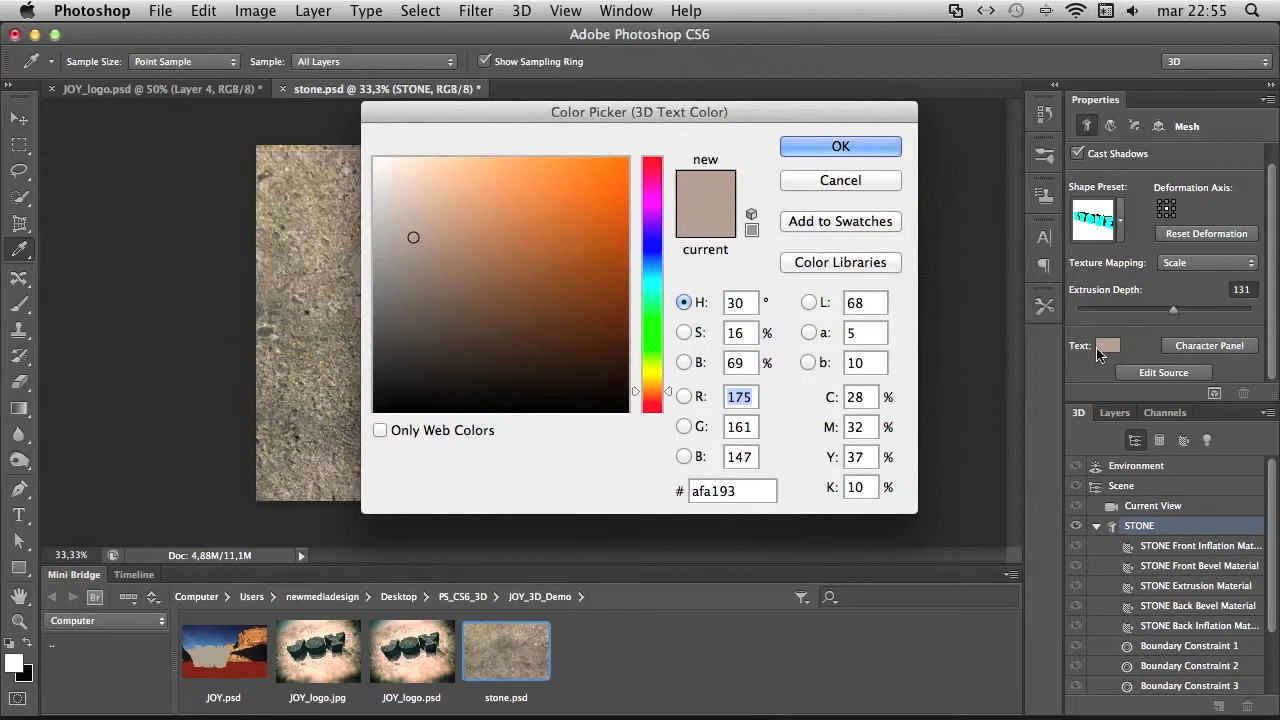 Photoshop File Edit Image Layer Type Select Filter 3D View Window Help mar 22:55
Adobe Photoshop CS6
Sample Size: Point Sample Sample: All Layers Show Sampling Ring 3D
JOY_logo.psd @ 50% (Layer 4, RGB/8) * stone.psd @ 33,3% (STONE, RGB/8) *
Color Picker (3D Text Color)
new
current
OK
Cancel
Add to Swatches
Color Libraries
H: 30 ° L: 68
S: 16 % a: 5
B: 69 % b: 10
R: 175 C: 28 %
G: 161 M: 32 %
B: 147 Y: 37 %
# afa193 K: 10 %
Only Web Colors
Properties
Mesh
Cast Shadows
Shape Preset: Deformation Axis:
STONE
Reset Deformation
Texture Mapping: Scale
Extrusion Depth: 131
Text: Character Panel
Edit Source
3D Layers Channels
Environment
Scene
Current View
STONE
STONE Front Inflation Mat...
STONE Front Bevel Material
STONE Extrusion Material
STONE Back Bevel Material
STONE Back Inflation Mat...
Boundary Constraint 1
Boundary Constraint 2
Boundary Constraint 3
33,33% Doc: 4,88M/11,1M
Mini Bridge Timeline
Br Computer Users newmediadesign Desktop PS_CS6_3D JOY_3D_Demo
Computer
..
JOY JOY
JOY.psd JOY_logo.jpg JOY_logo.psd stone.psd